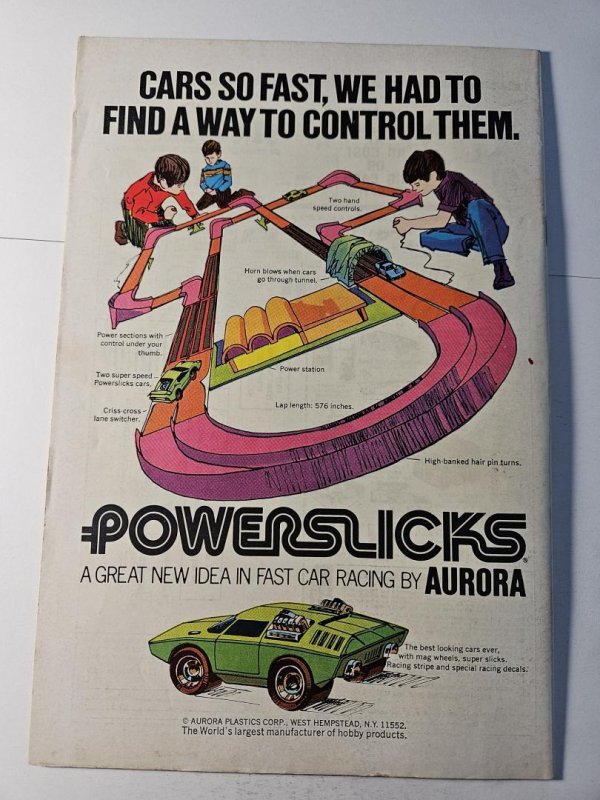 CARS SO FAST, WE HAD TO
FIND A WAY TO CONTROL THEM.
Two hand
speed controls.
Horn blows when cars
go through tunnel.
Power sections with
control under your
thumb.
Power station
Two super speed
Powerslicks cars.
Lap length: 576 inches.
Criss-cross
lane switcher.
High-banked hair pin turns.
POWERSLICKS
A GREAT NEW IDEA IN FAST CAR RACING BY AURORA
The best looking cars ever,
with mag wheels, super slicks.
Racing stripe and special racing decals.
© AURORA PLASTICS CORP., WEST HEMPSTEAD, N.Y. 11552.
The World's largest manufacturer of hobby products.